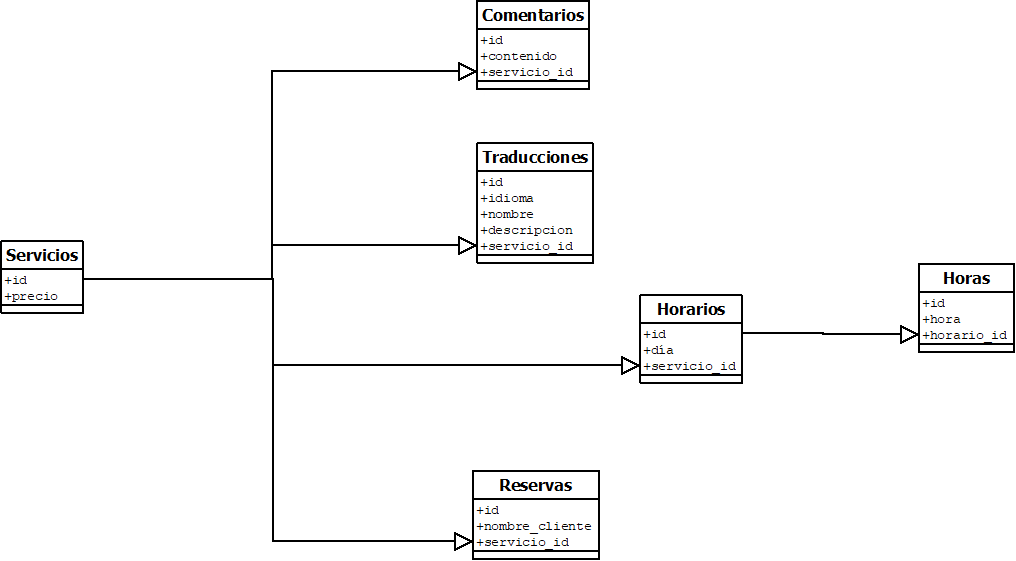 Comentarios
+id
+contenido
+servicio_id
Traducciones
+id
+idioma
+nombre
+descripcion
+servicio_id
Servicios
+id
+precio
Horarios
+id
+día
+servicio_id
Horas
+id
+hora
+horario_id
Reservas
+id
+nombre_cliente
+servicio_id